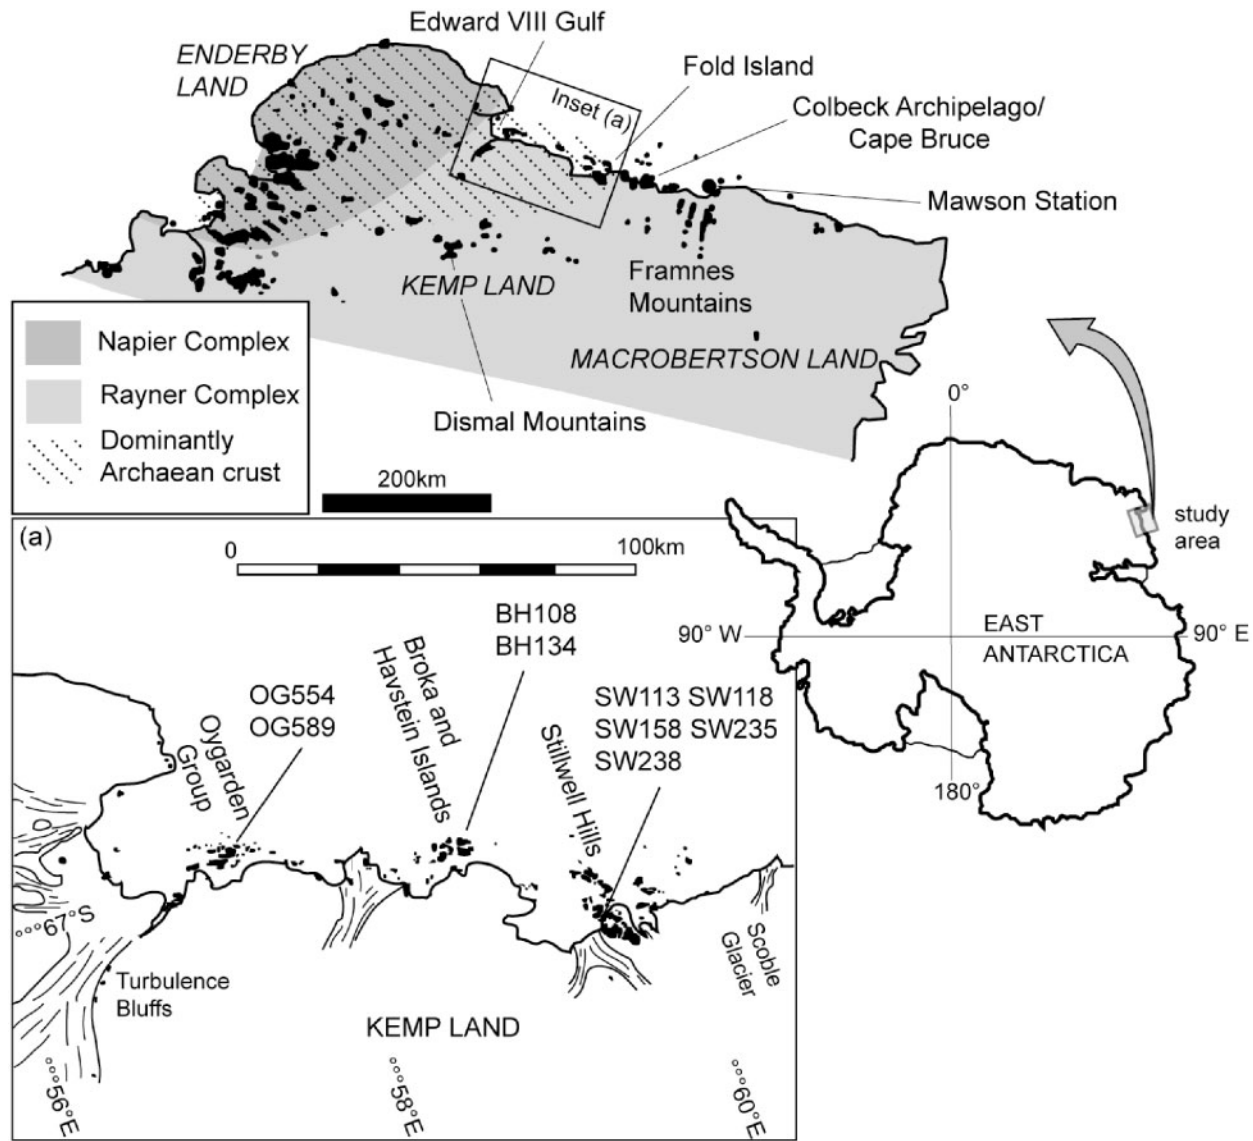 Edward VIII Gulf
ENDERBY
LAND
Fold Island
Inset (a)
Colbeck Archipelago/
Cape Bruce
Mawson Station
KEMP LAND
Framnes
Mountains
MACROBERTSON LAND
Dismal Mountains
Napier Complex
Rayner Complex
Dominantly
Archaean crust
200km
0°
study
area
90° W
EAST
ANTARCTICA
90° E
180°
(a)
0
100km
BH108
BH134
OG554
OG589
Oygarden
Group
Broka and
Havstein Islands
SW113 SW118
SW158 SW235
SW238
Stillwell Hills
°°°67°S
Turbulence
Bluffs
Scoble
Glacier
KEMP LAND
°°°56°E
°°°58°E
°°°60°E